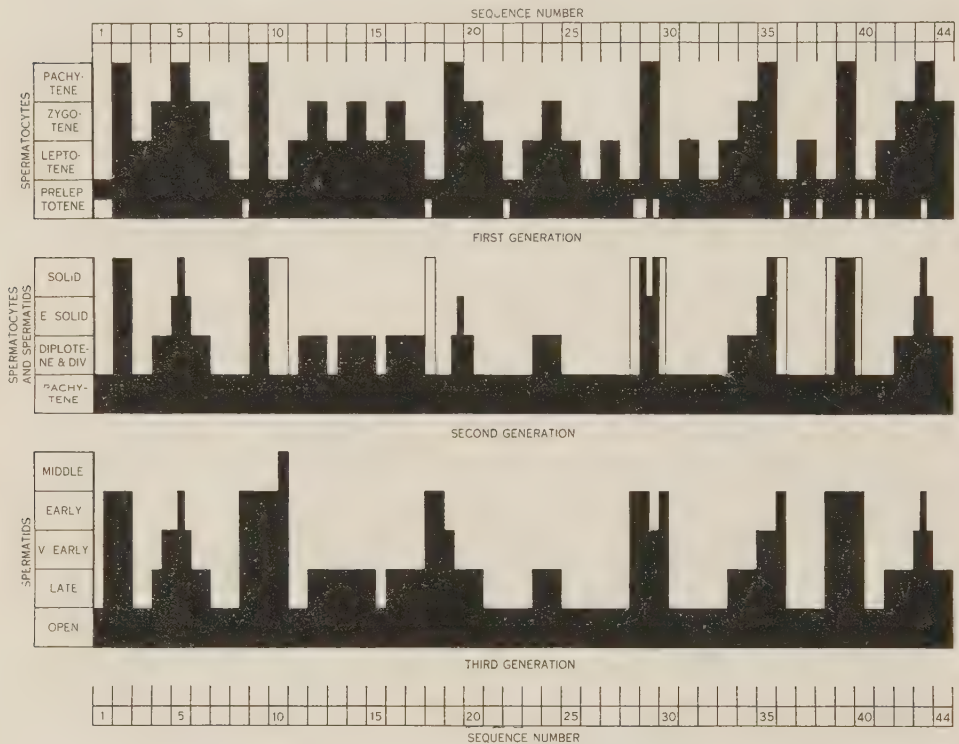 SEQUENCE NUMBER
1 5 10 15 20 25 30 35 40 44
SPERMATOCYTES
PACHY-
TENE
ZYGO-
TENE
LEPTO-
TENE
PRELEP
TOTENE
FIRST GENERATION
SPERMATOCYTES
AND SPERMATIDS
SOLID
E SOLID
DIPLOTE-
NE & DIV
PACHY-
TENE
SECOND GENERATION
SPERMATIDS
MIDDLE
EARLY
V EARLY
LATE
OPEN
THIRD GENERATION
1 5 10 15 20 25 30 35 40 44
SEQUENCE NUMBER